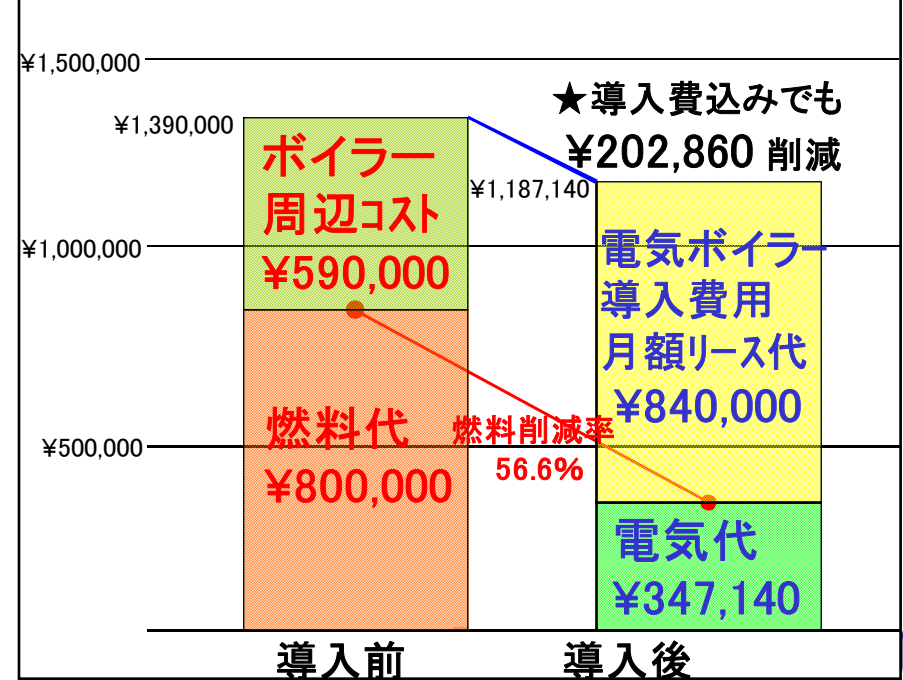 ¥1,500,000
★導入費込みでも
¥202,860 削減
¥1,390,000
ボイラー
周辺コスト
¥590,000
¥1,187,140
¥1,000,000
電気ボイラー
導入費用
月額リース代
¥840,000
燃料代
¥800,000
燃料削減率
56.6%
¥500,000
電気代
¥347,140
導入前
導入後